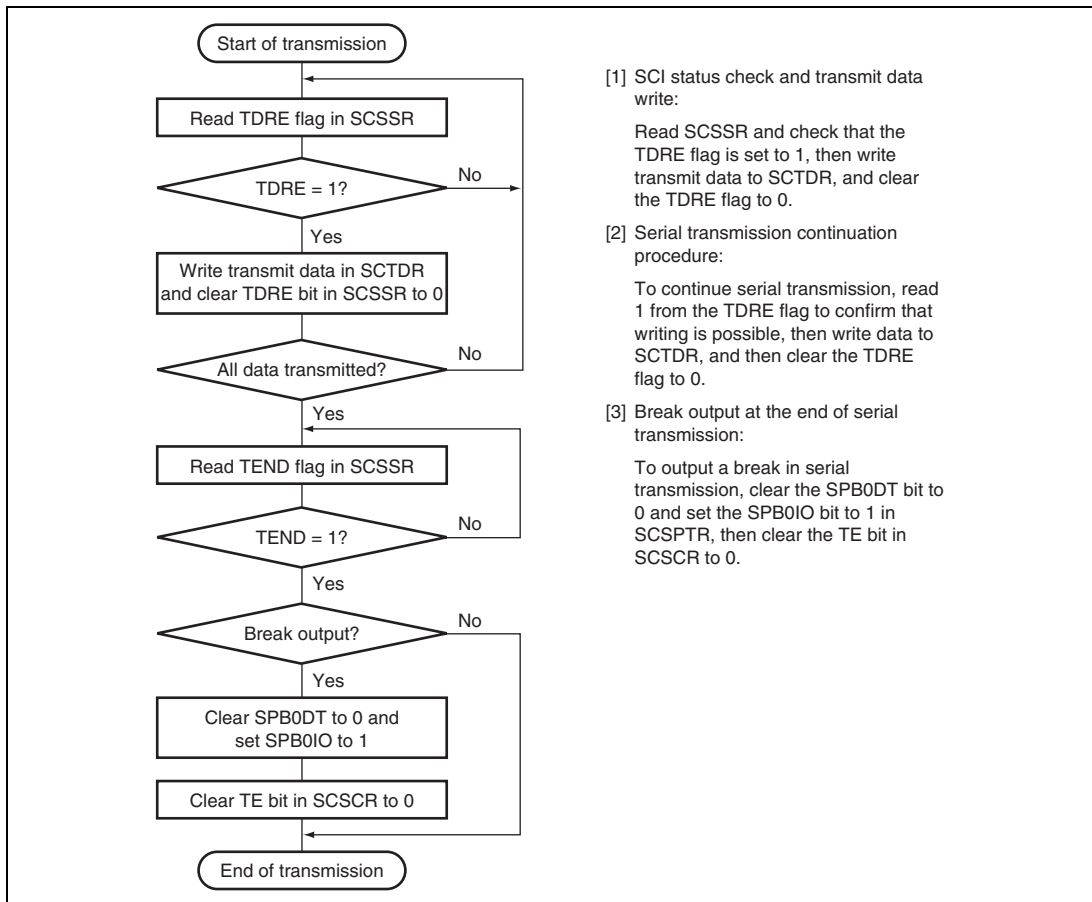 Start of transmission
Read TDRE flag in SCSSR
TDRE = 1?
No
Yes
Write transmit data in SCTDR
and clear TDRE bit in SCSSR to 0
All data transmitted?
No
Yes
Read TEND flag in SCSSR
TEND = 1?
No
Yes
Break output?
No
Yes
Clear SPB0DT to 0 and
set SPB0IO to 1
Clear TE bit in SCSCR to 0
End of transmission
[1] SCI status check and transmit data
write:
Read SCSSR and check that the
TDRE flag is set to 1, then write
transmit data to SCTDR, and clear
the TDRE flag to 0.
[2] Serial transmission continuation
procedure:
To continue serial transmission, read
1 from the TDRE flag to confirm that
writing is possible, then write data to
SCTDR, and then clear the TDRE
flag to 0.
[3] Break output at the end of serial
transmission:
To output a break in serial
transmission, clear the SPB0DT bit to
0 and set the SPB0IO bit to 1 in
SCSPTR, then clear the TE bit in
SCSCR to 0.